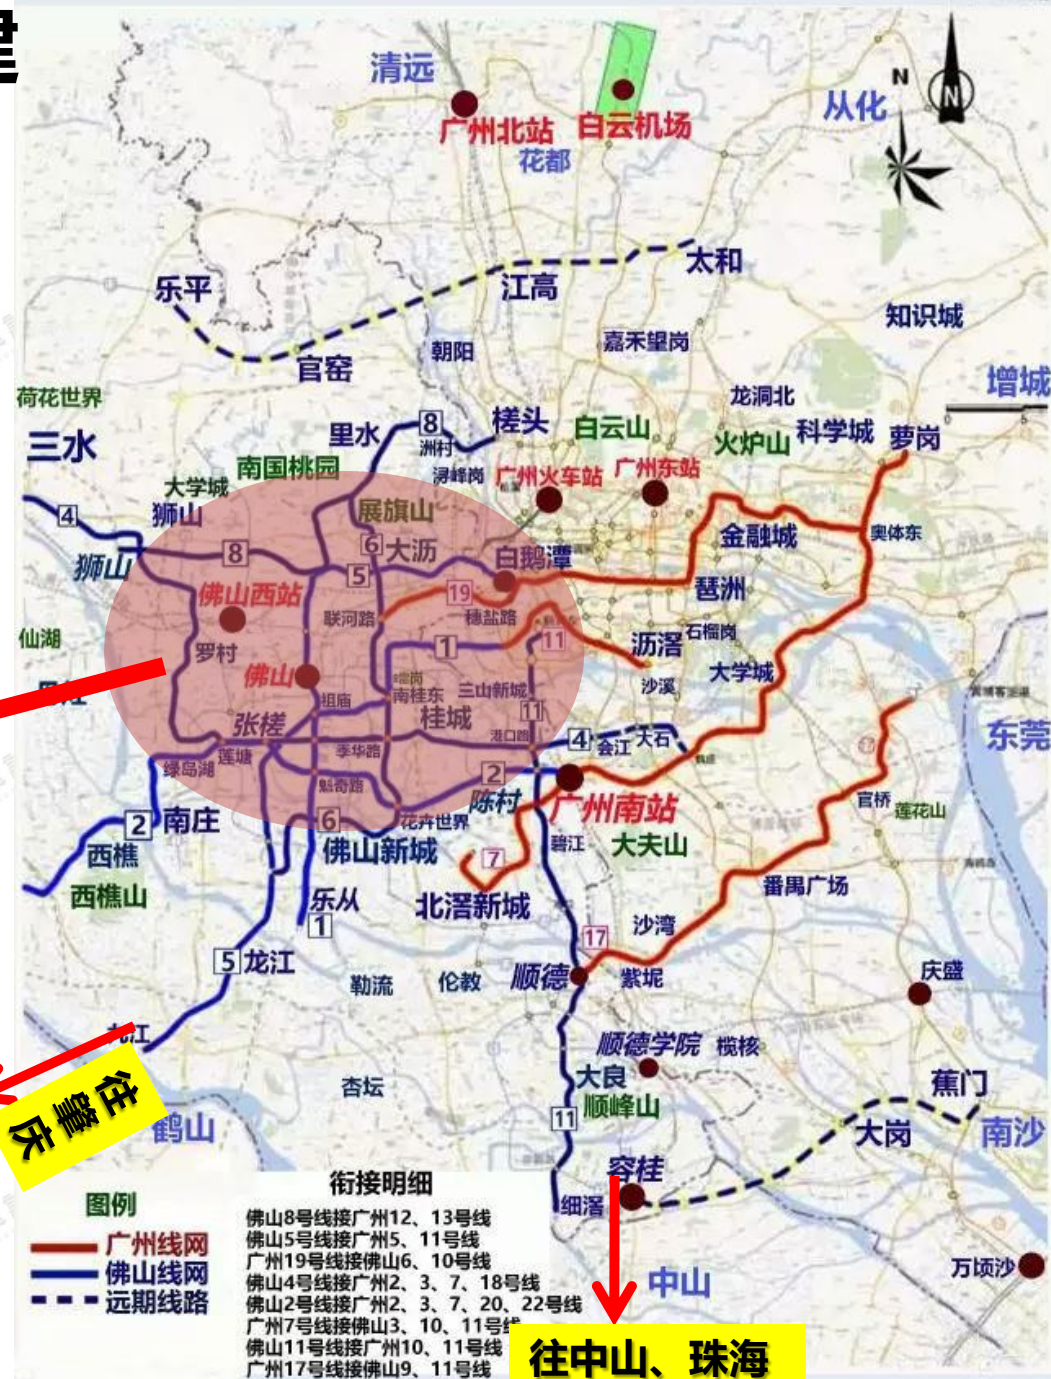 清远
N
N
从化
广州北站
白云机场
花都
太和
乐平
江高
知识城
官窑
朝阳
嘉禾望岗
增城
荷花世界
龙洞北
三水
里水
8
槎头
洲村
白云山
火炉山
科学城
萝岗
南国桃园
浔峰岗
广州火车站
广州东站
大学城
狮山
4
展旗山
金融城
奥体东
8
6
大沥
白鹅潭
狮山
5
佛山西站
19
琶洲
联河路
穗盐路
仙湖
罗村
1
11
沥滘
石榴岗
大学城
佛山
南桂东
三山新城
沙溪
祖庙
张槎
桂城
11
港口路
4
会江
大石
东莞
绿岛湖
莲塘
季华路
魁奇路
2
陈村
广州南站
官桥
莲花山
2
南庄
6
花卉世界
西樵
佛山新城
碧江
大夫山
7
西樵山
乐从
北滘新城
番禺广场
1
沙湾
17
5
龙江
勒流
伦教
顺德
紫坭
庆盛
九江
顺德学院
榄核
杏坛
大良
顺峰山
蕉门
往肇庆
鹤山
11
大岗
南沙
容桂
细滘
万顷沙
中山
图例
广州线网
佛山线网
远期线路
衔接明细
佛山8号线接广州12、13号线
佛山5号线接广州5、11号线
广州19号线接佛山6、10号线
佛山4号线接广州2、3、7、18号线
佛山2号线接广州2、3、7、20、22号线
广州7号线接佛山3、10、11号线
佛山11号线接广州10、11号线
广州17号线接佛山9、11号线
往中山、珠海